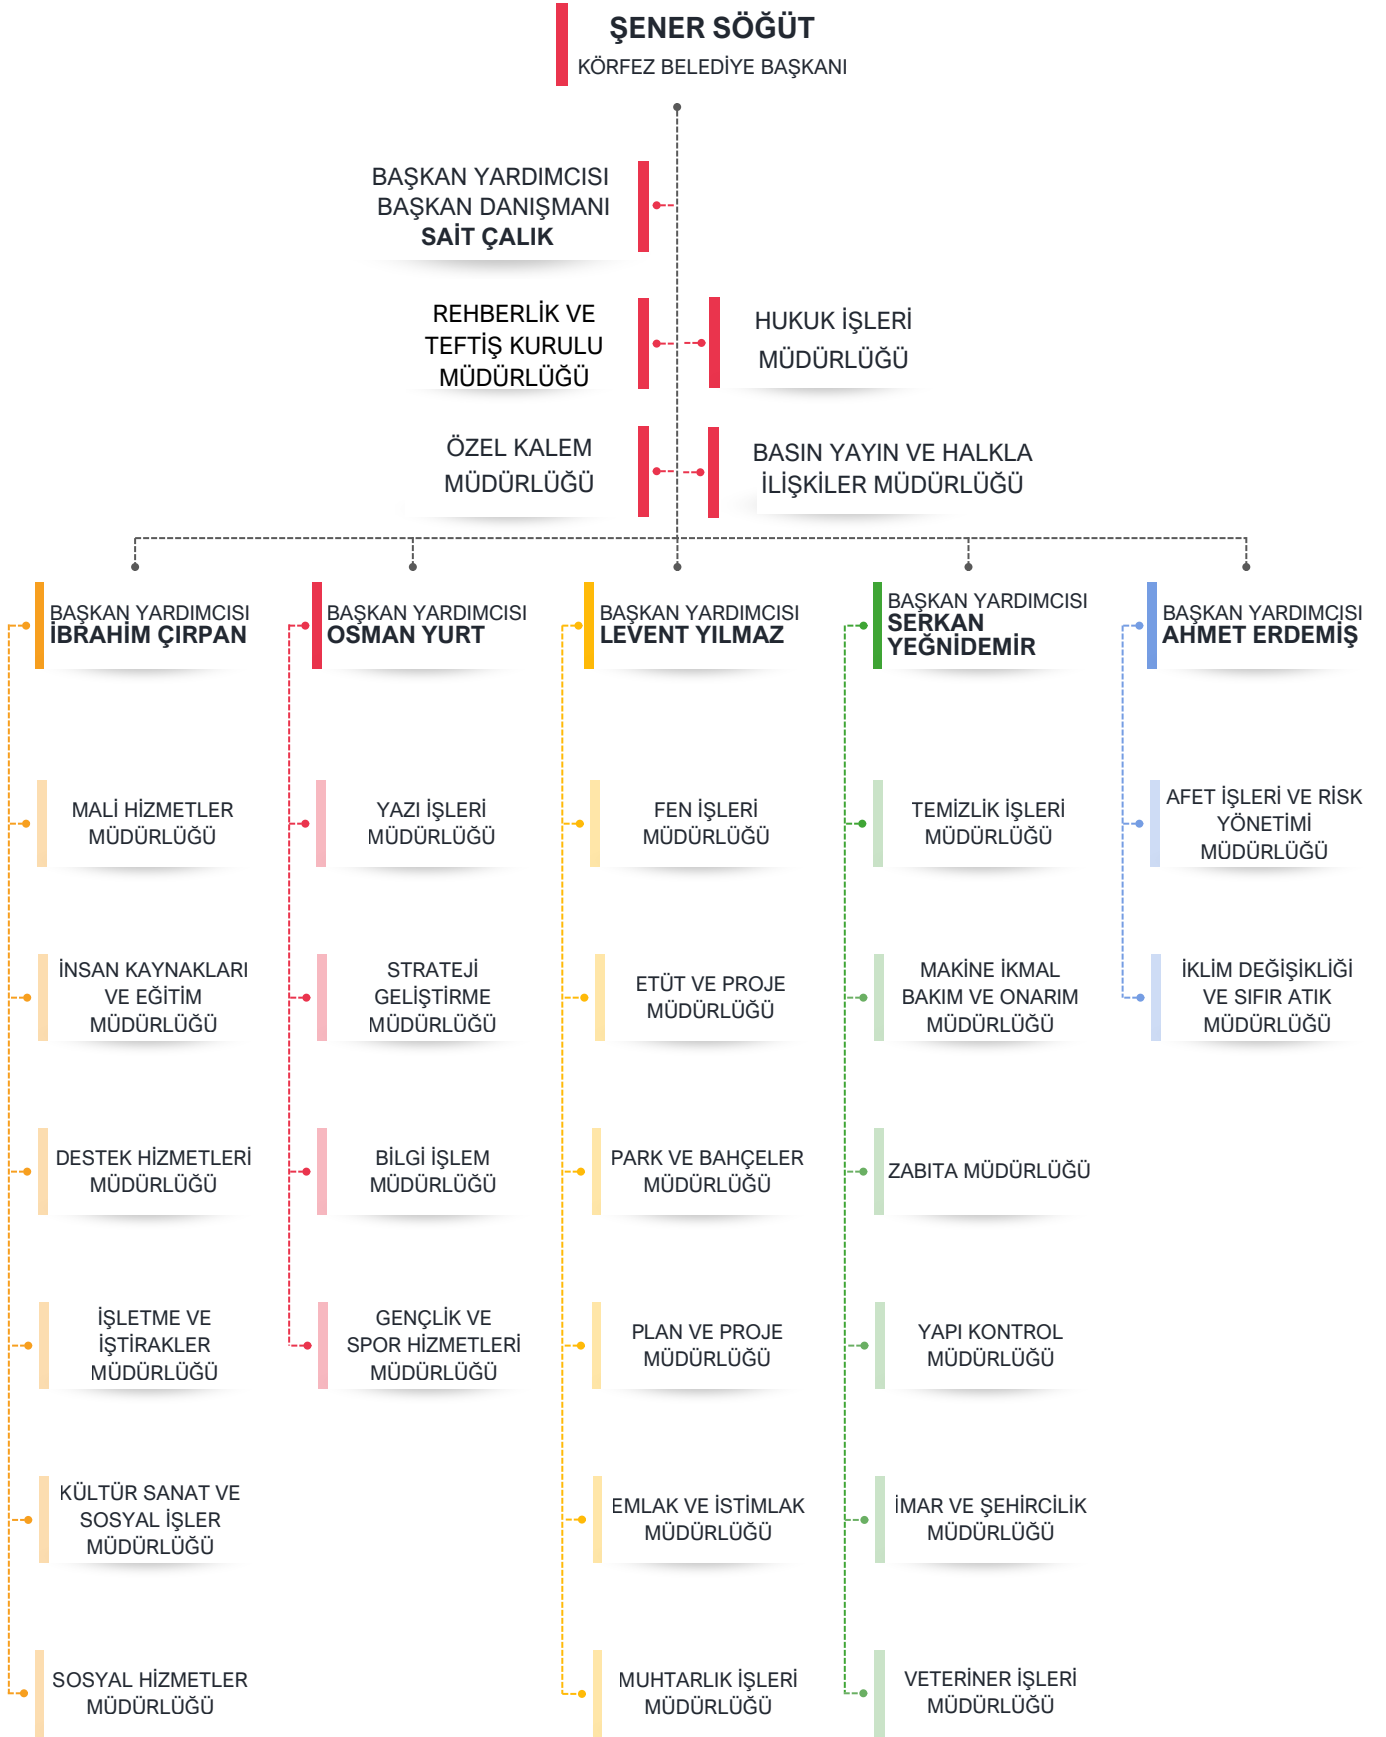 ŞENER SÖĞÜT
KÖRFEZ BELEDİYE BAŞKANI
BAŞKAN YARDIMCISI
BAŞKAN DANIŞMANI
SAİT ÇALIK
REHBERLİK VE
TEFTİŞ KURULU
MÜDÜRLÜĞÜ
HUKUK İŞLERİ
MÜDÜRLÜĞÜ
ÖZEL KALEM
MÜDÜRLÜĞÜ
BASIN YAYIN VE HALKLA
İLİŞKİLER MÜDÜRLÜĞÜ
BAŞKAN YARDIMCISI
İBRAHİM ÇIRPAN
MALİ HİZMETLER
MÜDÜRLÜĞÜ
İNSAN KAYNAKLARI
VE EĞİTİM
MÜDÜRLÜĞÜ
DESTEK HİZMETLERİ
MÜDÜRLÜĞÜ
İŞLETME VE
İŞTİRAKLER
MÜDÜRLÜĞÜ
KÜLTÜR SANAT VE
SOSYAL İŞLER
MÜDÜRLÜĞÜ
SOSYAL HİZMETLER
MÜDÜRLÜĞÜ
BAŞKAN YARDIMCISI
OSMAN YURT
YAZI İŞLERİ
MÜDÜRLÜĞÜ
STRATEJİ
GELİŞTİRME
MÜDÜRLÜĞÜ
BİLGİ İŞLEM
MÜDÜRLÜĞÜ
GENÇLİK VE
SPOR HİZMETLERİ
MÜDÜRLÜĞÜ
BAŞKAN YARDIMCISI
LEVENT YILMAZ
FEN İŞLERİ
MÜDÜRLÜĞÜ
ETÜT VE PROJE
MÜDÜRLÜĞÜ
PARK VE BAHÇELER
MÜDÜRLÜĞÜ
PLAN VE PROJE
MÜDÜRLÜĞÜ
EMLAK VE İSTİMLAK
MÜDÜRLÜĞÜ
MUHTARLIK İŞLERİ
MÜDÜRLÜĞÜ
BAŞKAN YARDIMCISI
SERKAN
YEĞNİDEMİR
TEMİZLİK İŞLERİ
MÜDÜRLÜĞÜ
MAKİNE İKMAL
BAKIM VE ONARIM
MÜDÜRLÜĞÜ
ZABITA MÜDÜRLÜĞÜ
YAPI KONTROL
MÜDÜRLÜĞÜ
İMAR VE ŞEHİRCİLİK
MÜDÜRLÜĞÜ
VETERİNER İŞLERİ
MÜDÜRLÜĞÜ
BAŞKAN YARDIMCISI
AHMET ERDEMİŞ
AFET İŞLERİ VE RİSK
YÖNETİMİ
MÜDÜRLÜĞÜ
İKLİM DEĞİŞİKLİĞİ
VE SIFIR ATIK
MÜDÜRLÜĞÜ